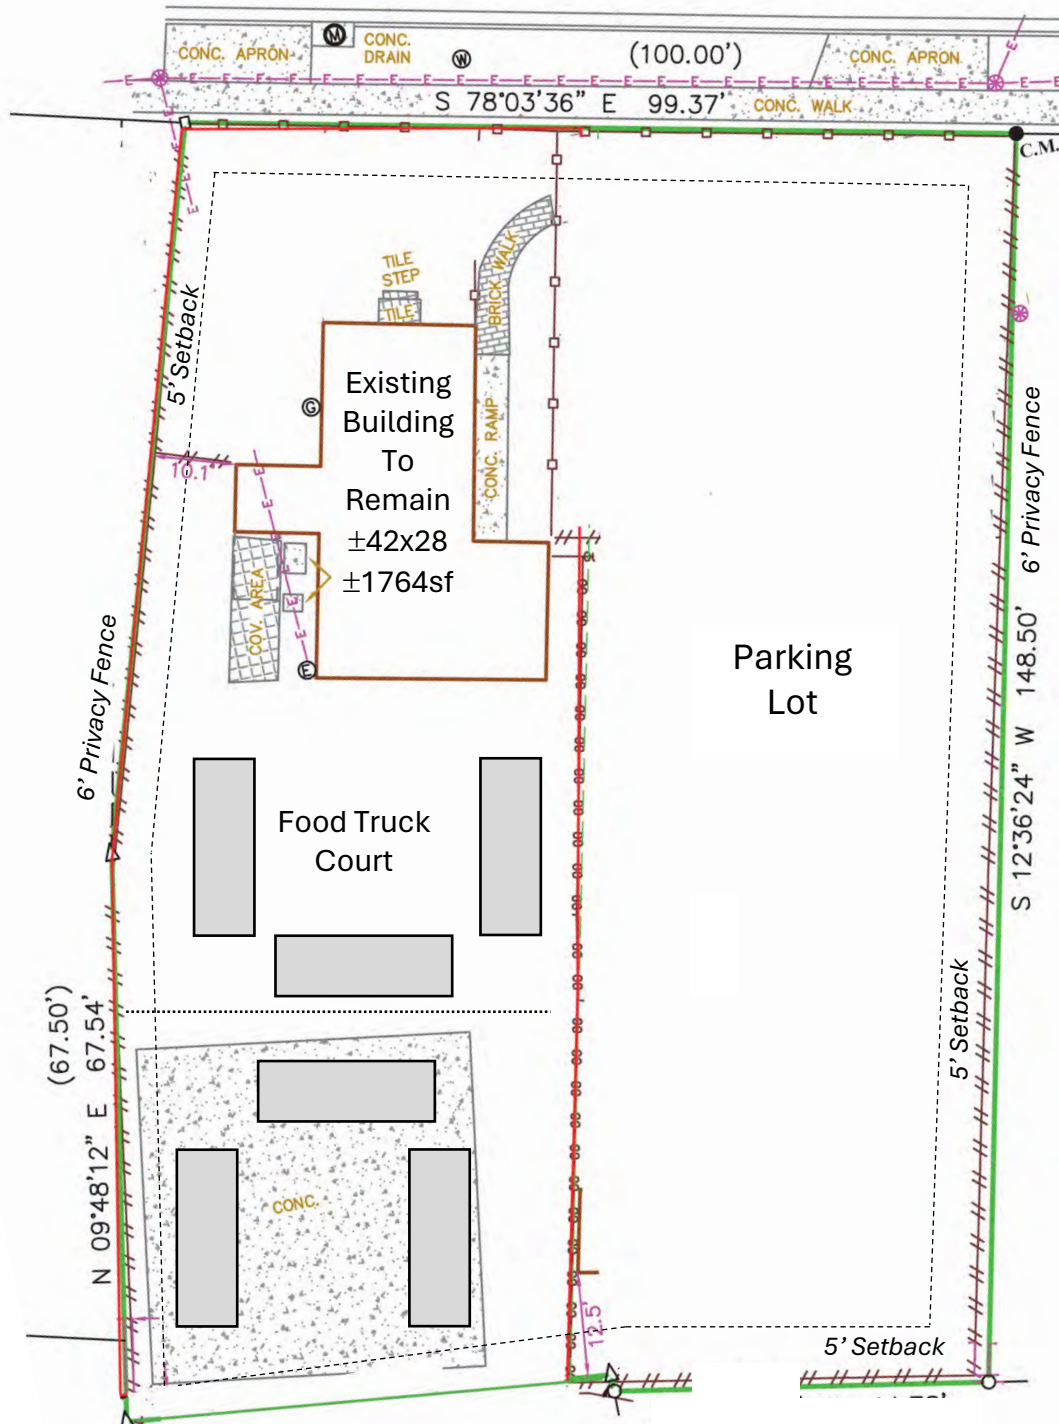 CONC. APRON
M
CONC.
DRAIN
W
(100.00')
CONC. APRON
E
E E E E E E E E E E E E E E
S 78°03'36" E 99.37'
CONC. WALK
C.M.
E
E
5' Setback
TILE
STEP
TILE
BRICK WALK
Existing
Building
To
Remain
±42x28
±1764sf
G
CONC. RAMP
10.1'
E
E
E
E
COV. AREA
E
6' Privacy Fence
6' Privacy Fence
Parking
Lot
S 12°36'24" W 148.50'
Food Truck
Court
(67.50')
N 09°48'12" E 67.54'
5' Setback
CONC.
12.5'
5' Setback